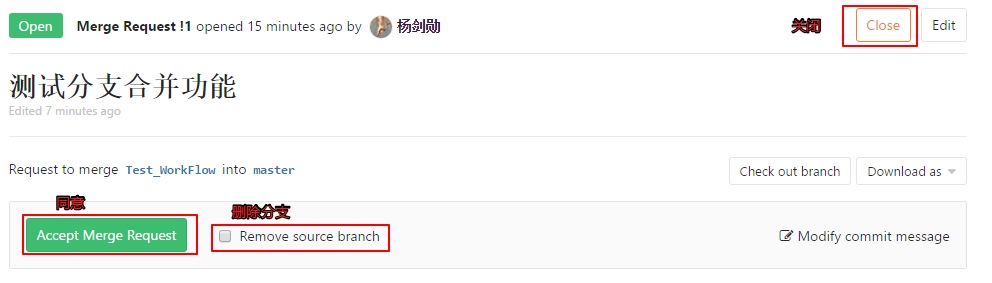 Open Merge Request !1 opened 15 minutes ago by 杨剑勋 关闭 Close Edit
测试分支合并功能
Edited 7 minutes ago
Request to merge Test_WorkFlow into master Check out branch Download as
同意 删除分支
Accept Merge Request Remove source branch Modify commit message